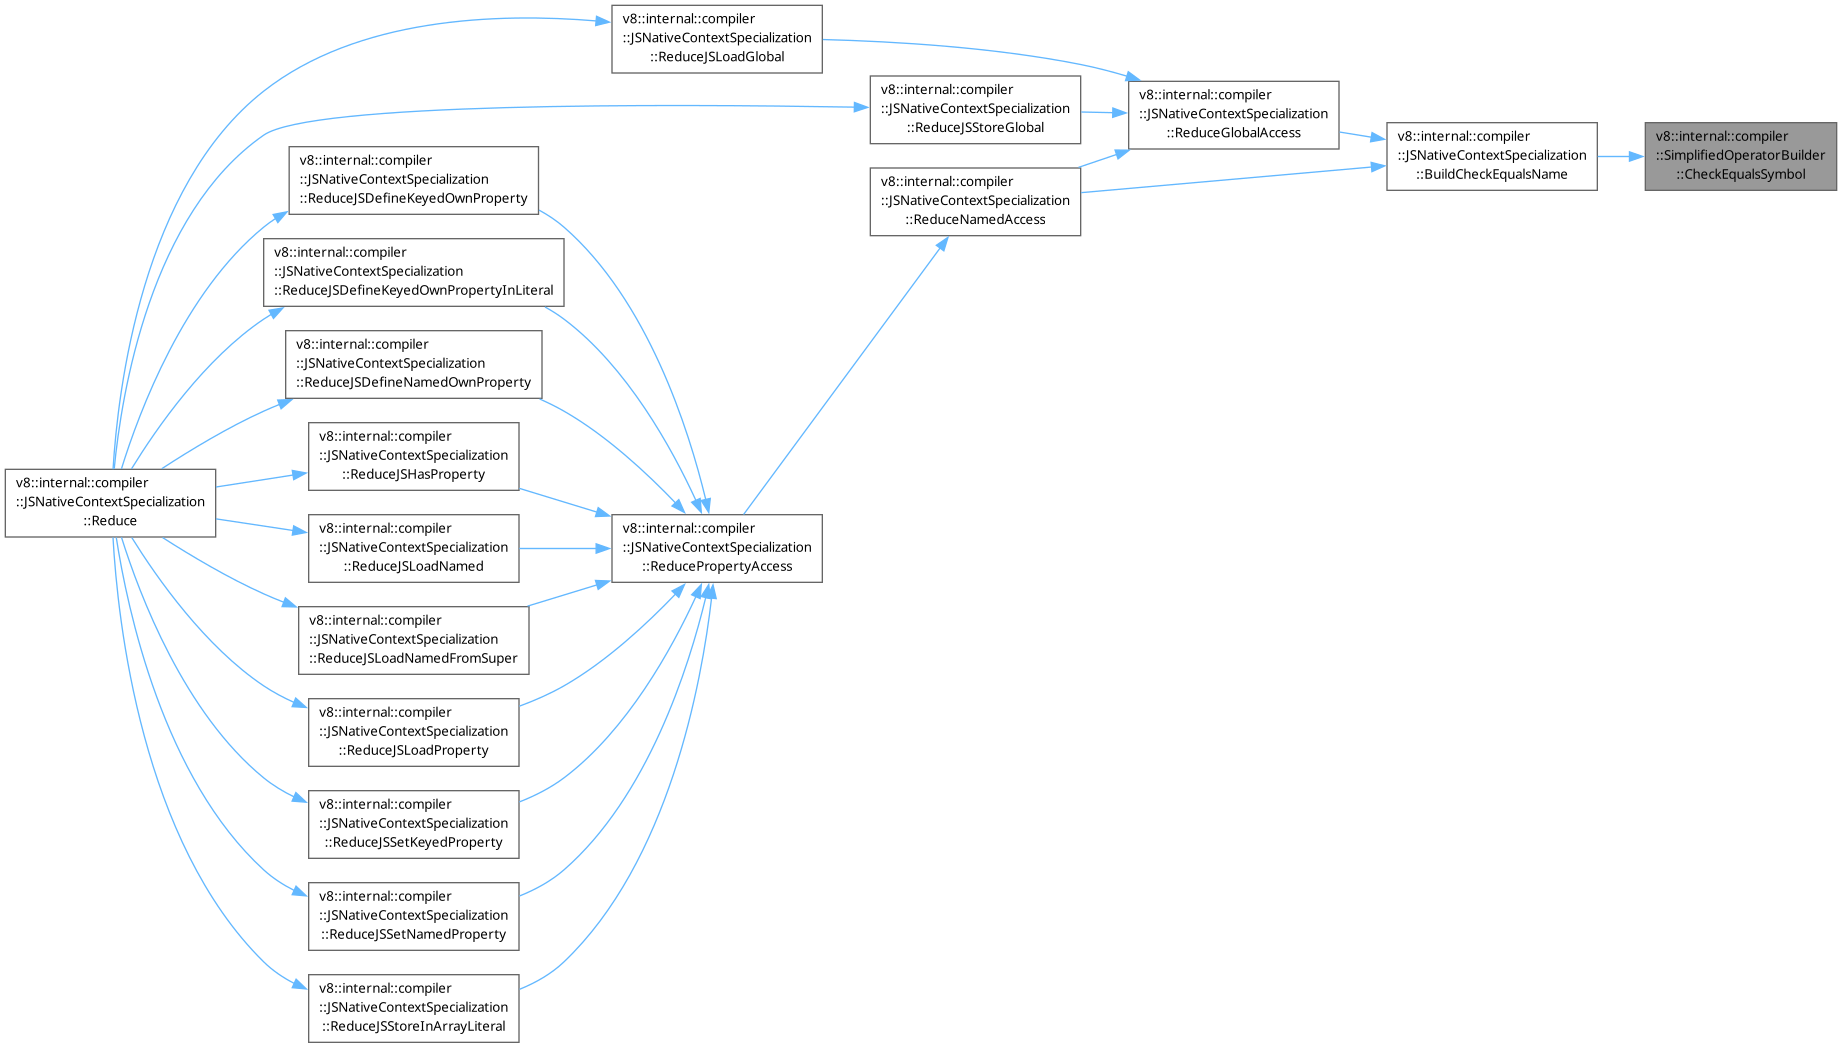 v8::internal::compiler
::JSNativeContextSpecialization
::ReduceJSLoadGlobal
v8::internal::compiler
::JSNativeContextSpecialization
::ReduceJSStoreGlobal
v8::internal::compiler
::JSNativeContextSpecialization
::ReduceGlobalAccess
v8::internal::compiler
::JSNativeContextSpecialization
::BuildCheckEqualsName
v8::internal::compiler
::SimplifiedOperatorBuilder
::CheckEqualsSymbol
v8::internal::compiler
::JSNativeContextSpecialization
::ReduceJSDefineKeyedOwnProperty
v8::internal::compiler
::JSNativeContextSpecialization
::ReduceNamedAccess
v8::internal::compiler
::JSNativeContextSpecialization
::ReduceJSDefineKeyedOwnPropertyInLiteral
v8::internal::compiler
::JSNativeContextSpecialization
::ReduceJSDefineNamedOwnProperty
v8::internal::compiler
::JSNativeContextSpecialization
::ReduceJSHasProperty
v8::internal::compiler
::JSNativeContextSpecialization
::Reduce
v8::internal::compiler
::JSNativeContextSpecialization
::ReduceJSLoadNamed
v8::internal::compiler
::JSNativeContextSpecialization
::ReducePropertyAccess
v8::internal::compiler
::JSNativeContextSpecialization
::ReduceJSLoadNamedFromSuper
v8::internal::compiler
::JSNativeContextSpecialization
::ReduceJSLoadProperty
v8::internal::compiler
::JSNativeContextSpecialization
::ReduceJSSetKeyedProperty
v8::internal::compiler
::JSNativeContextSpecialization
::ReduceJSSetNamedProperty
v8::internal::compiler
::JSNativeContextSpecialization
::ReduceJSStoreInArrayLiteral